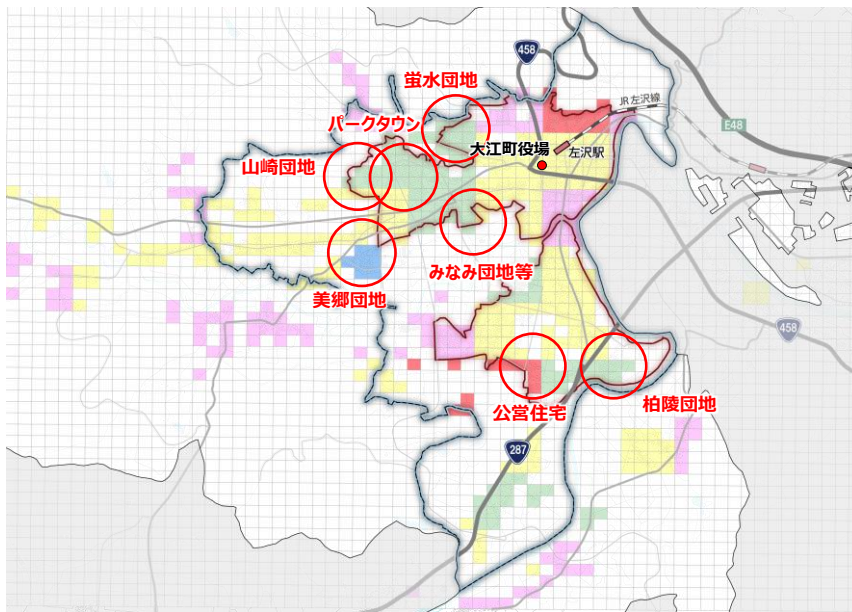 458
蛍水団地
JR左沢線
E48
パークタウン
大江町役場
左沢駅
山崎団地
みなみ団地等
美郷団地
458
公営住宅
柏陵団地
287